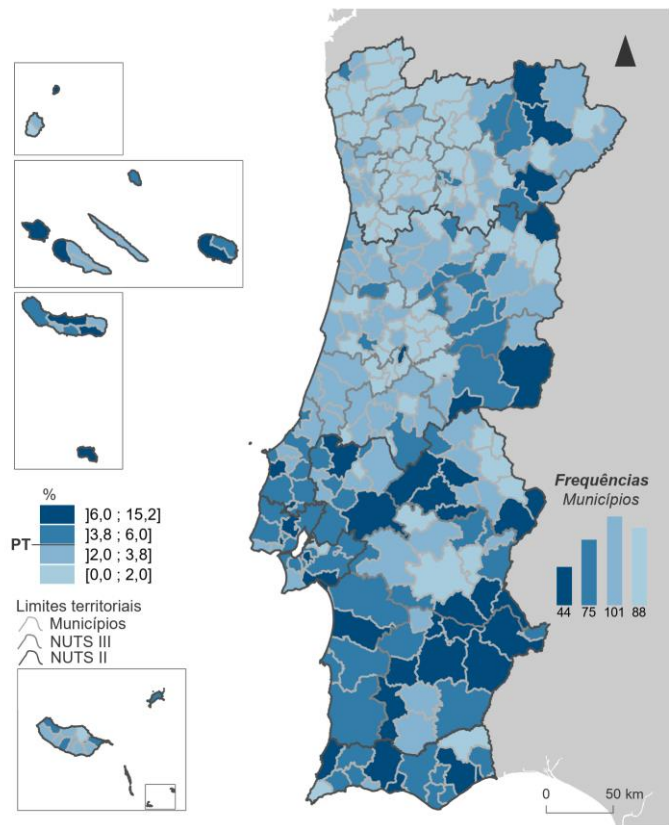 %
]6,0 ; 15,2]
]3,8 ; 6,0]
PT
]2,0 ; 3,8]
[0,0 ; 2,0]
Limites territoriais
Municípios
NUTS III
NUTS II
Frequências
Municípios
44 75 101 88
0 50 km